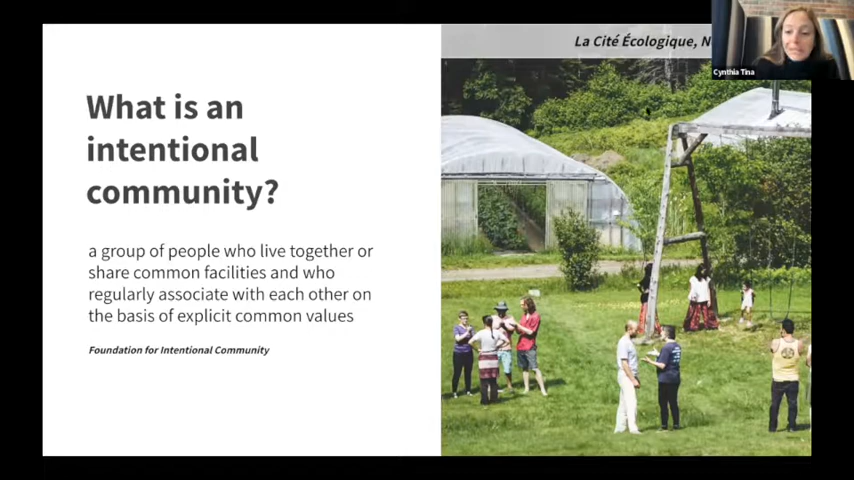 La Cité Écologique,
Cynthia Tina
What is an
intentional
community?
a group of people who live together or
share common facilities and who
regularly associate with each other on
the basis of explicit common values
Foundation for Intentional Community